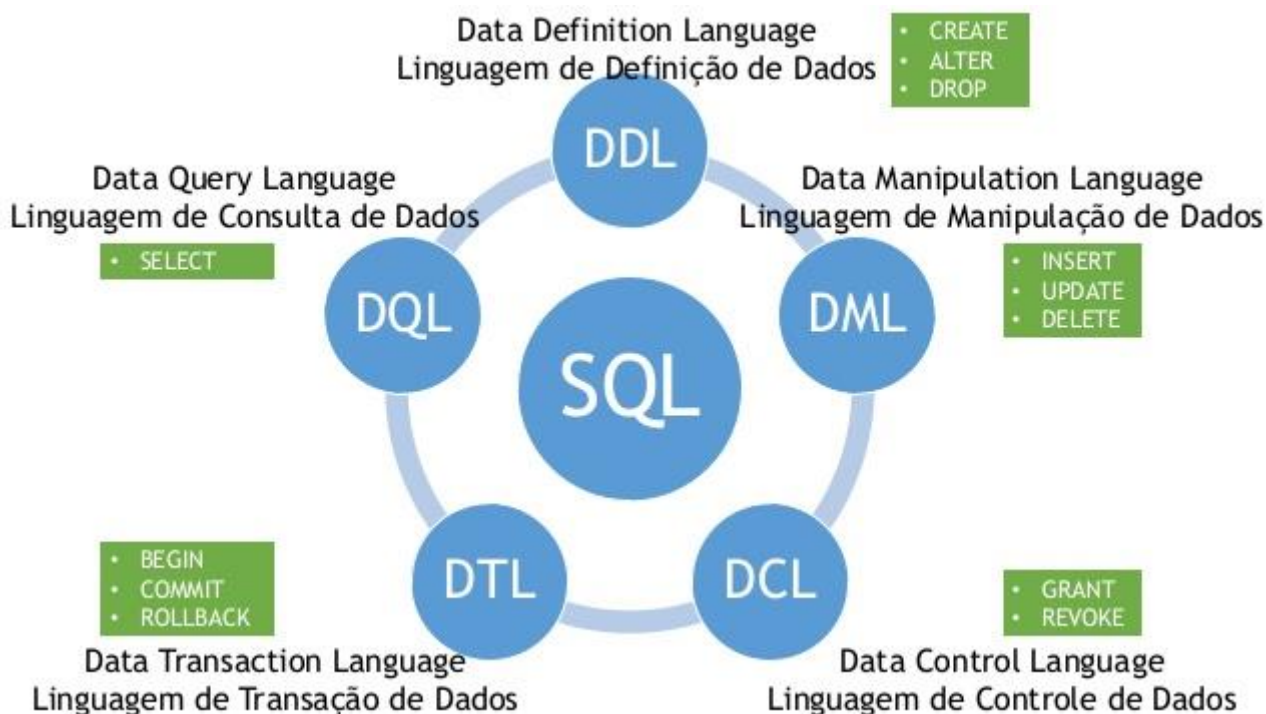 Data Definition Language
Linguagem de Definição de Dados
• CREATE
• ALTER
• DROP
DDL
Data Query Language
Linguagem de Consulta de Dados
• SELECT
DQL
Data Manipulation Language
Linguagem de Manipulação de Dados
• INSERT
• UPDATE
• DELETE
DML
SQL
• BEGIN
• COMMIT
• ROLLBACK
DTL
Data Transaction Language
Linguagem de Transação de Dados
DCL
• GRANT
• REVOKE
Data Control Language
Linguagem de Controle de Dados